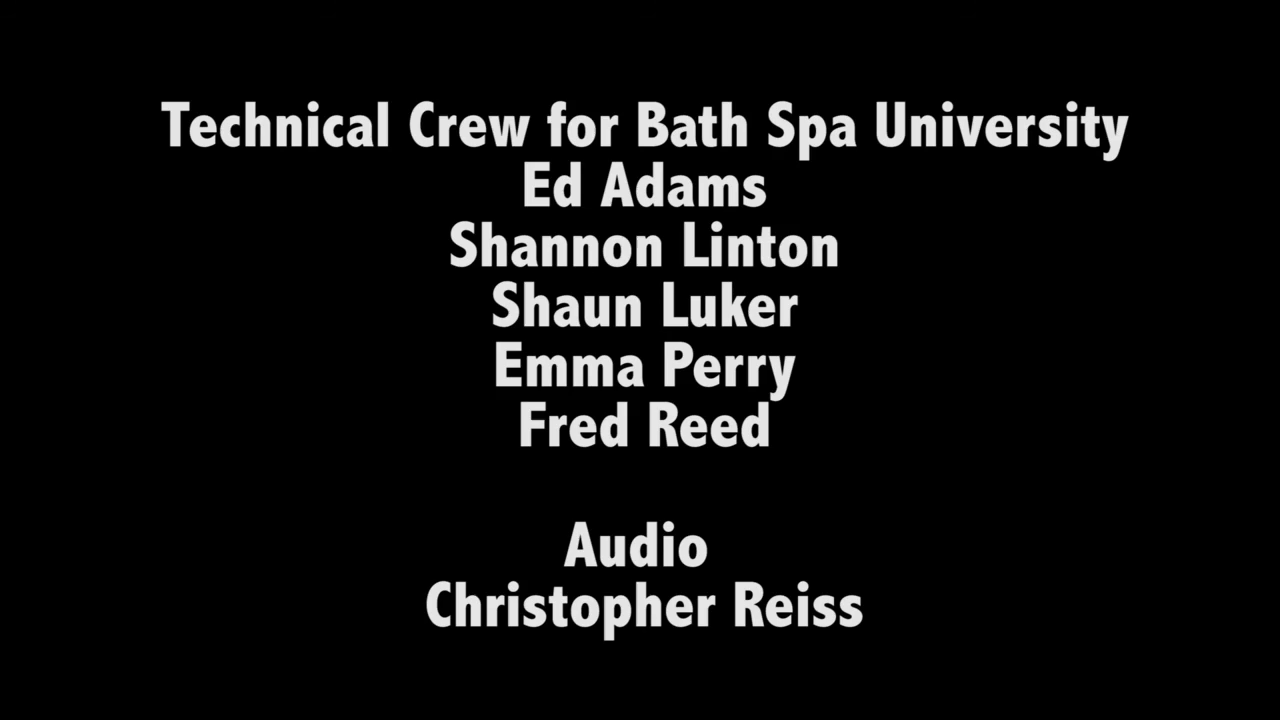 Technical Crew for Bath Spa University
Ed Adams
Shannon Linton
Shaun Luker
Emma Perry
Fred Reed
Audio
Christopher Reiss